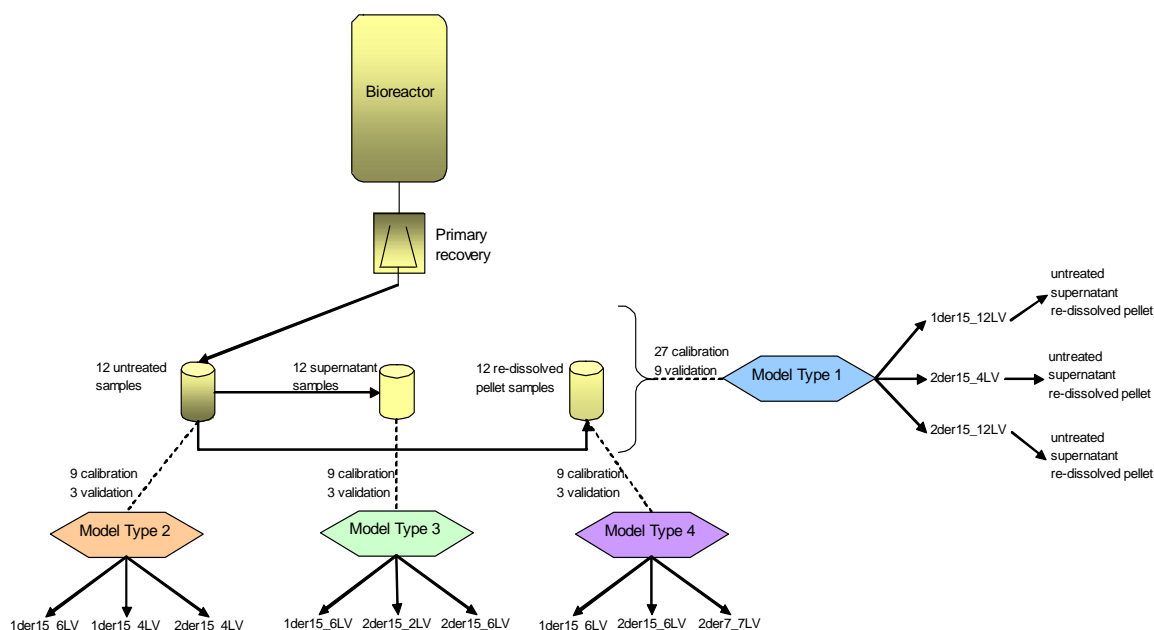 Bioreactor
Primary
recovery
12 untreated
samples
12 supernatant
samples
12 re-dissolved
pellet samples
27 calibration
9 validation
Model Type 1
1der15_12LV
untreated
supernatant
re-dissolved pellet
2der15_4LV
untreated
supernatant
re-dissolved pellet
2der15_12LV
untreated
supernatant
re-dissolved pellet
9 calibration
3 validation
9 calibration
3 validation
9 calibration
3 validation
Model Type 2
Model Type 3
Model Type 4
1der15_6LV 1der15_4LV 2der15_4LV
1der15_6LV 2der15_2LV 2der15_6LV
1der15_6LV 2der15_6LV 2der7_7LV